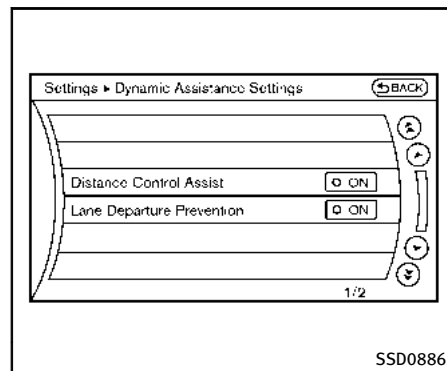 Settings ▸ Dynamic Assistance Settings
BACK
Distance Control Assist
ON
Lane Departure Prevention
ON
1/2
SSD0886